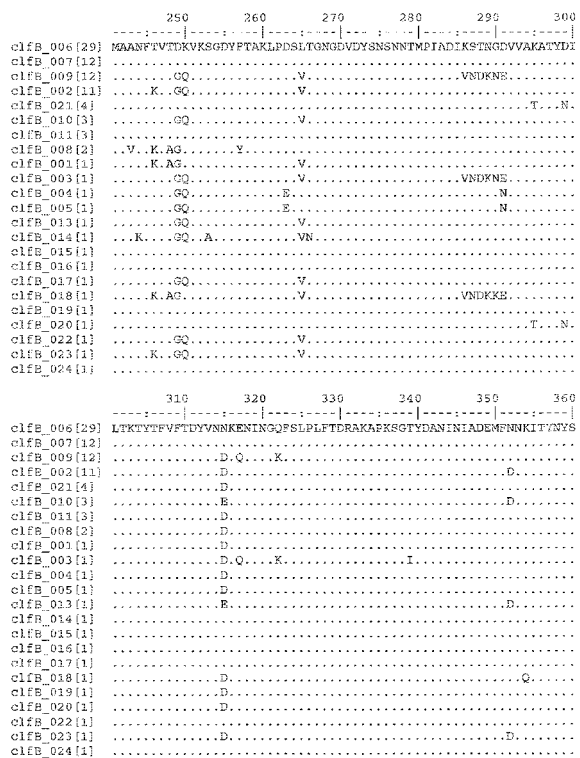 250       260       270       280       290       300
clfB_006[29] MAANFTVTDKVKSGDYFTAKLPDSLTGNGDVDYSNSNNTMPIADIKSTNGDVVAKATYDI
clfB_007[12] ............................................................
clfB_009[12] ........GQ..............V....................VNDKNE.........
clfB_002[11] .....K..GQ..............V...................................
clfB_021[4] ......................................................T...N.
clfB_010[3] ........GQ..............V...................................
clfB_011[3] ............................................................
clfB_008[2] ..V..K.AG.......Y...........................................
clfB_001[1] .....K.AG...............V...................................
clfB_003[1] ........GQ..............V....................VNDKNE.........
clfB_004[1] ........GQ............E...........................N.........
clfB_005[1] ........GQ............E...........................N.........
clfB_013[1] ........GQ..............V...................................
clfB_014[1] ...N....GQ..A...........VN..................................
clfB_015[1] ............................................................
clfB_016[1] ............................................................
clfB_017[1] ........GQ..............V...................................
clfB_018[1] .....K.AG...............V....................VNDKKE.........
clfB_019[1] ............................................................
clfB_020[1] ......................................................T...N.
clfB_022[1] ........GQ..............V...................................
clfB_023[1] .....K..GQ..............V...................................
clfB_024[1] ............................................................
         310       320       330       340       350       360
clfB_006[29] LTKTYTFVFTDYVNNKENINGQFSLPLFTDRAKAPKSGTYDANINIADEMFNNKITYNYS
clfB_007[12] ............................................................
clfB_009[12] ..............D.Q....K......................................
clfB_002[11] ..............D....................................D........
clfB_021[4] ..............D.............................................
clfB_010[3] ..............E....................................D........
clfB_011[3] ..............D.............................................
clfB_008[2] ..............D.............................................
clfB_001[1] ..............D.............................................
clfB_003[1] ..............D.Q....K................I.....................
clfB_004[1] ..............D.............................................
clfB_005[1] ..............D.............................................
clfB_013[1] ..............E....................................D........
clfB_014[1] ............................................................
clfB_015[1] ............................................................
clfB_016[1] ............................................................
clfB_017[1] ............................................................
clfB_018[1] ..............D......................................Q......
clfB_019[1] ..............D.............................................
clfB_020[1] ..............D.............................................
clfB_022[1] ............................................................
clfB_023[1] ..............D....................................D........
clfB_024[1] ............................................................